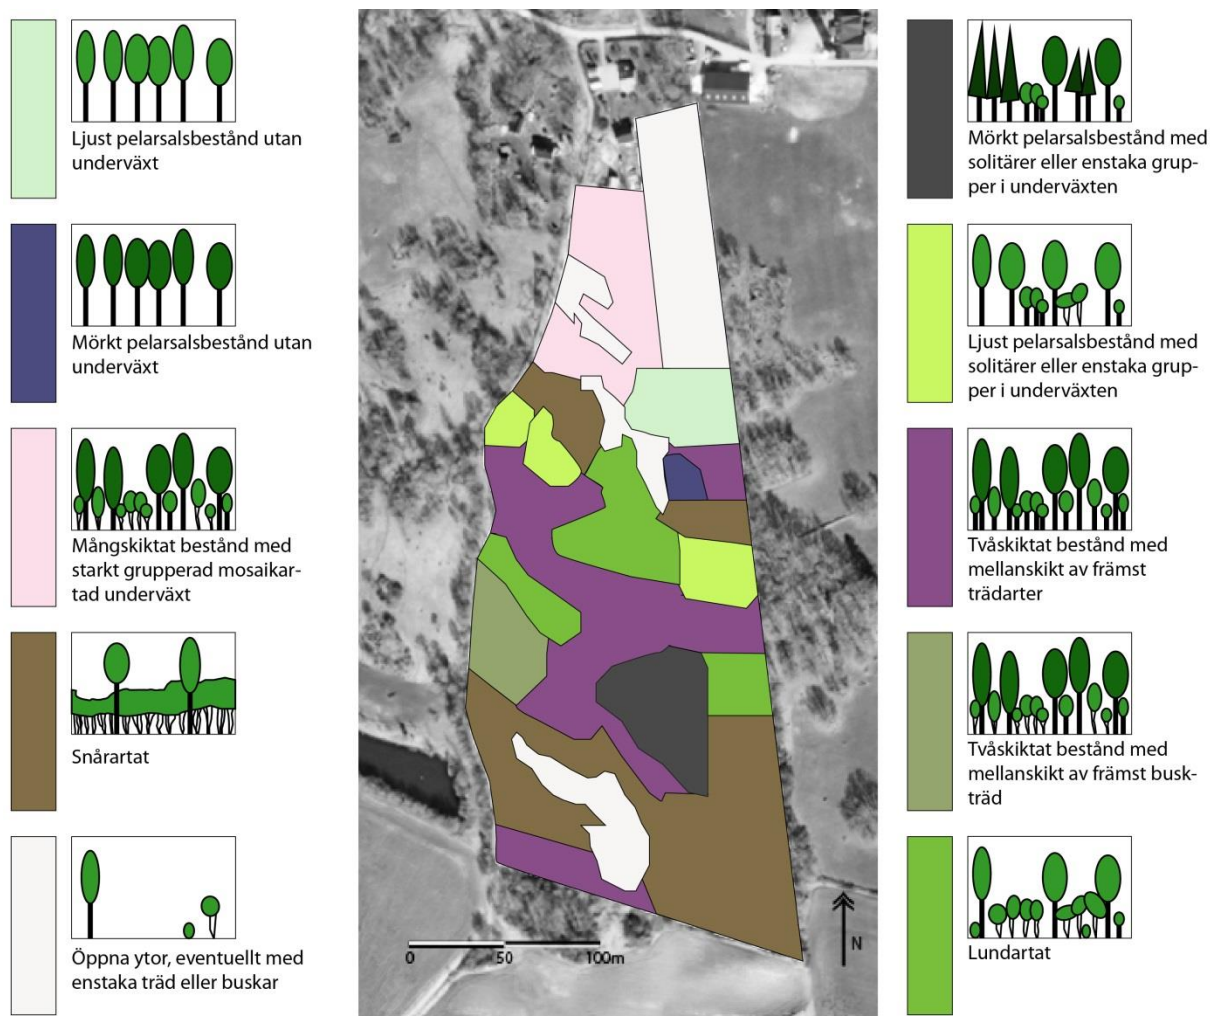 Ljust pelarsalsbestånd utan
underväxt
Mörkt pelarsalsbestånd utan
underväxt
Mångskiktat bestånd med
starkt grupperad mosaikar-
tad underväxt
Snårartat
Öppna ytor, eventuellt med
enstaka träd eller buskar
0
50
100m
N
Mörkt pelarsalsbestånd med
solitärer eller enstaka grup-
per i underväxten
Ljust pelarsalsbestånd med
solitärer eller enstaka grup-
per i underväxten
Tvåskiktat bestånd med
mellanskikt av främst
trädarter
Tvåskiktat bestånd med
mellanskikt av främst busk-
träd
Lundartat